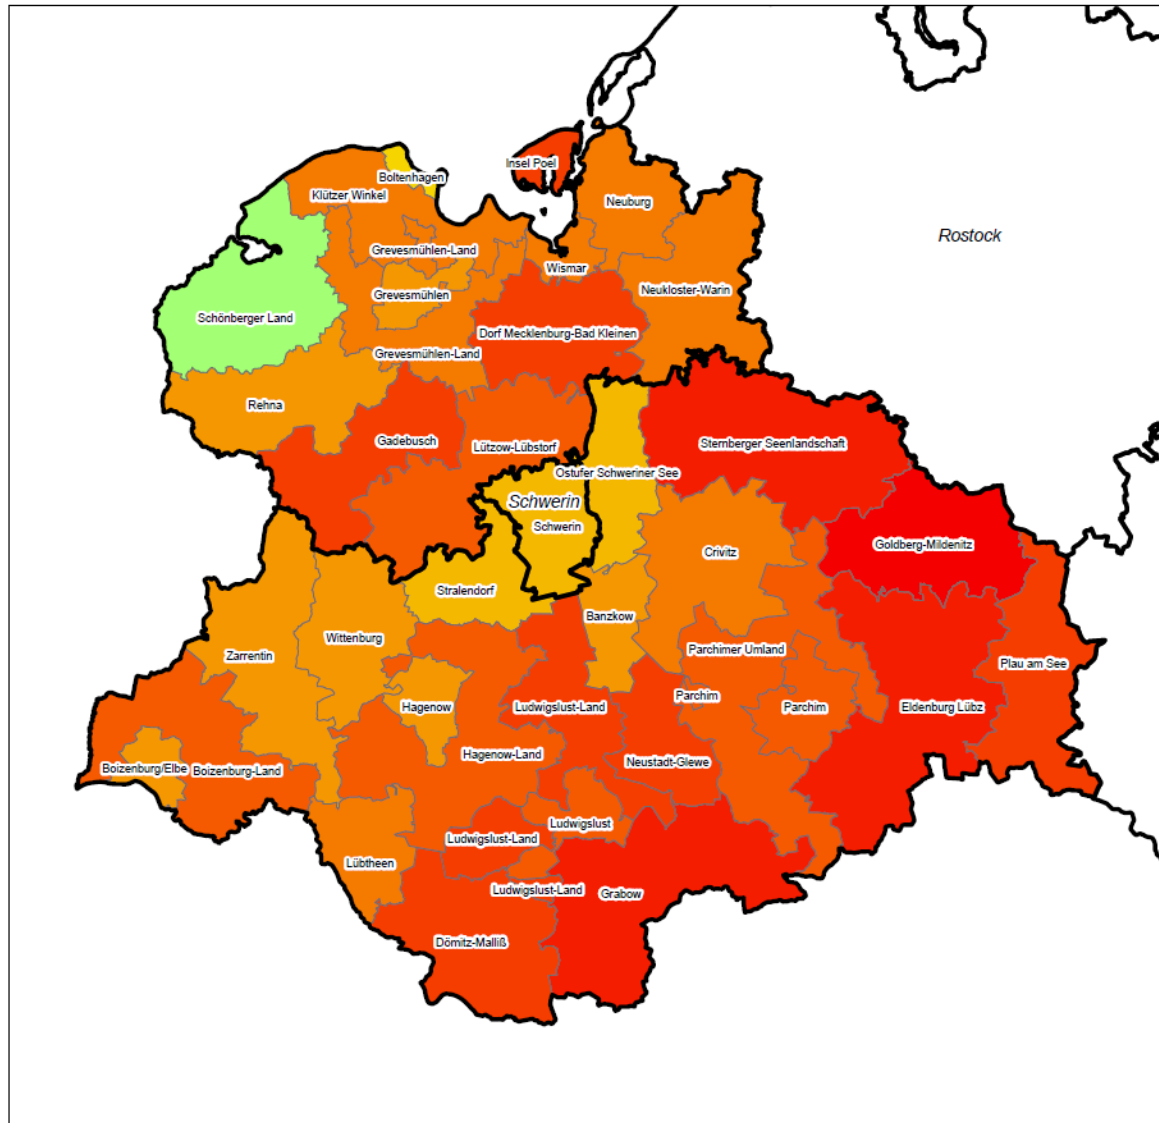 Insel Poel
Boltenhagen
Klützer Winkel
Neuburg
Rostock
Grevesmühlen-Land
Wismar
Grevesmühlen
Neukloster-Warin
Schönberger Land
Dorf Mecklenburg-Bad Kleinen
Grevesmühlen-Land
Rehna
Gadebusch
Lützow-Lübstorf
Sternberger Seenlandschaft
Ostufer Schweriner See
Schwerin
Schwerin
Goldberg-Mildenitz
Crivitz
Stralendorf
Banzkow
Wittenburg
Zarrentin
Parchimer Umland
Plau am See
Parchim
Hagenow
Ludwigslust-Land
Parchim
Eldenburg Lübz
Hagenow-Land
Neustadt-Glewe
Boizenburg/Elbe
Boizenburg-Land
Ludwigslust
Ludwigslust-Land
Lübtheen
Ludwigslust-Land
Grabow
Dömitz-Malliß